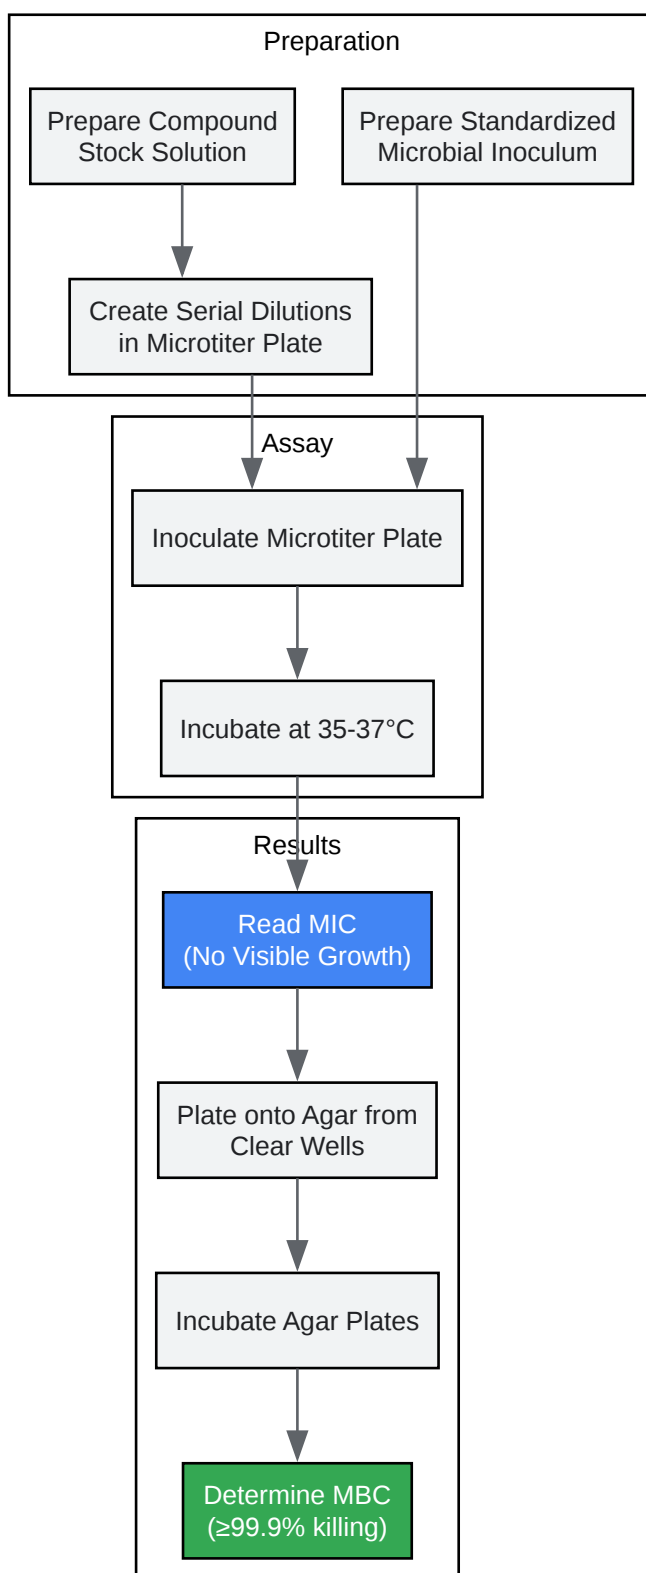 Preparation
Prepare Compound
Stock Solution
Prepare Standardized
Microbial Inoculum
Create Serial Dilutions
in Microtiter Plate
Assay
Inoculate Microtiter Plate
Incubate at 35-37°C
Results
Read MIC
(No Visible Growth)
Plate onto Agar from
Clear Wells
Incubate Agar Plates
Determine MBC
(≥99.9% killing)